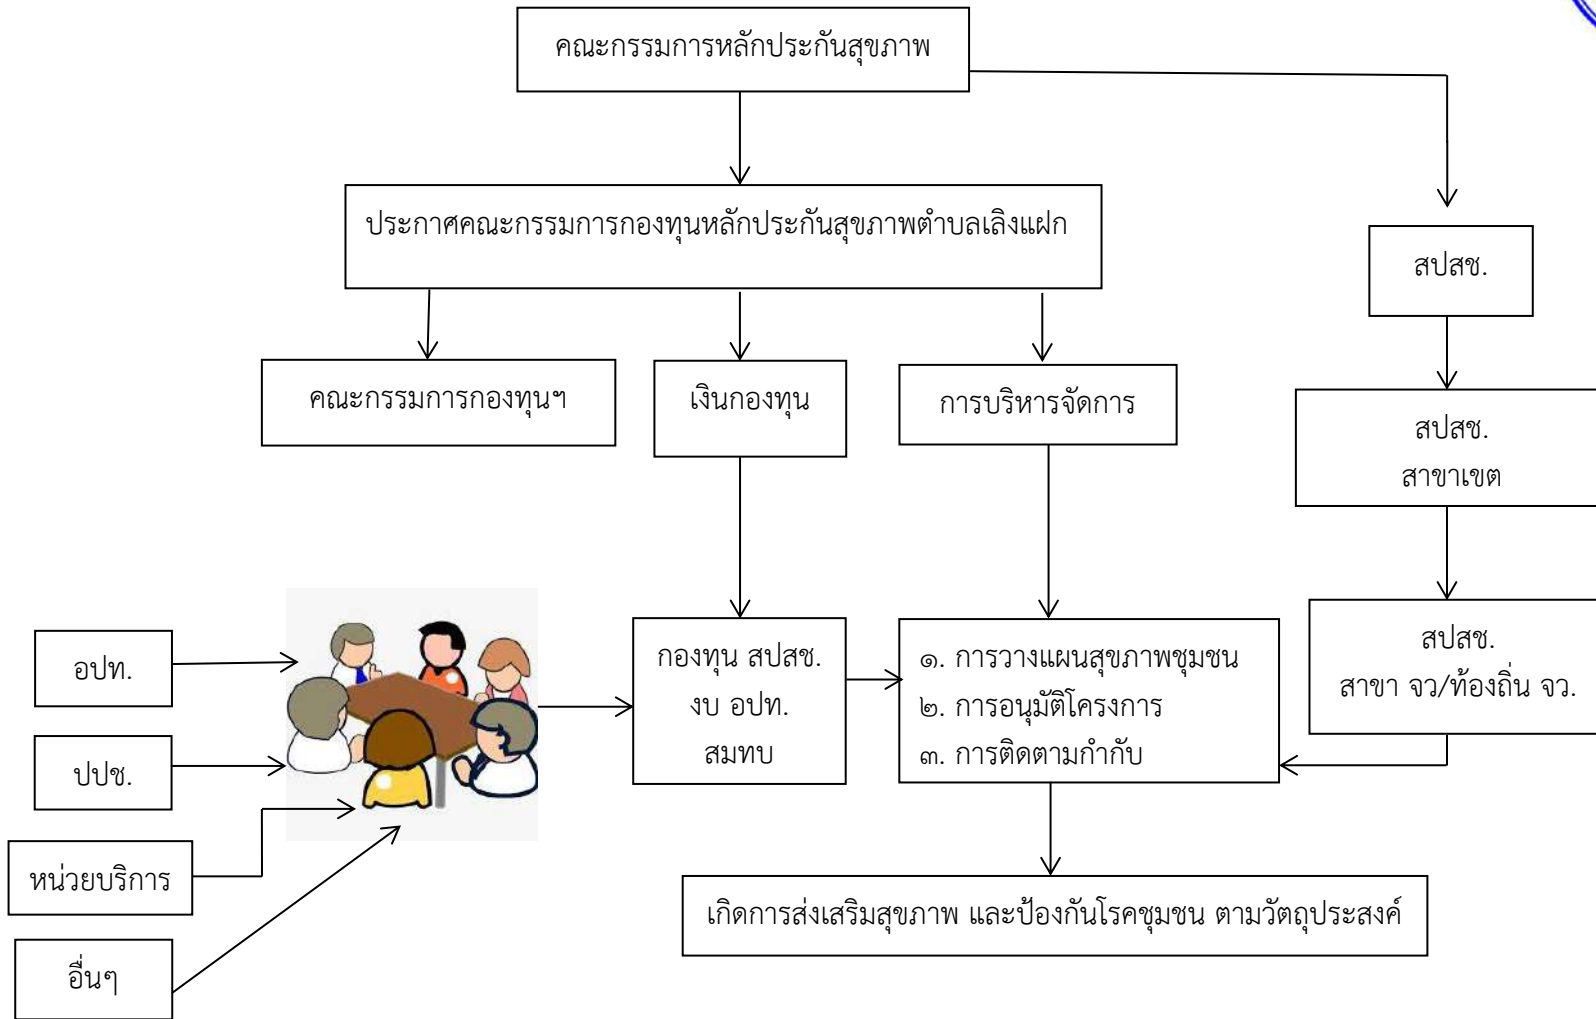 คณะกรรมการหลักประกันสุขภาพ
ประกาศคณะกรรมการกองทุนหลักประกันสุขภาพตำบลเลิงแฝก
สปสช.
คณะกรรมการกองทุนฯ
เงินกองทุน
การบริหารจัดการ
สปสช.
สาขาเขต
อปท.
ปปช.
หน่วยบริการ
อื่นๆ
กองทุน สปสช.
งบ อปท.
สมทบ
๑. การวางแผนสุขภาพชุมชน
๒. การอนุมัติโครงการ
๓. การติดตามกำกับ
สปสช.
สาขา จว/ท้องถิ่น จว.
เกิดการส่งเสริมสุขภาพ และป้องกันโรคชุมชน ตามวัตถุประสงค์